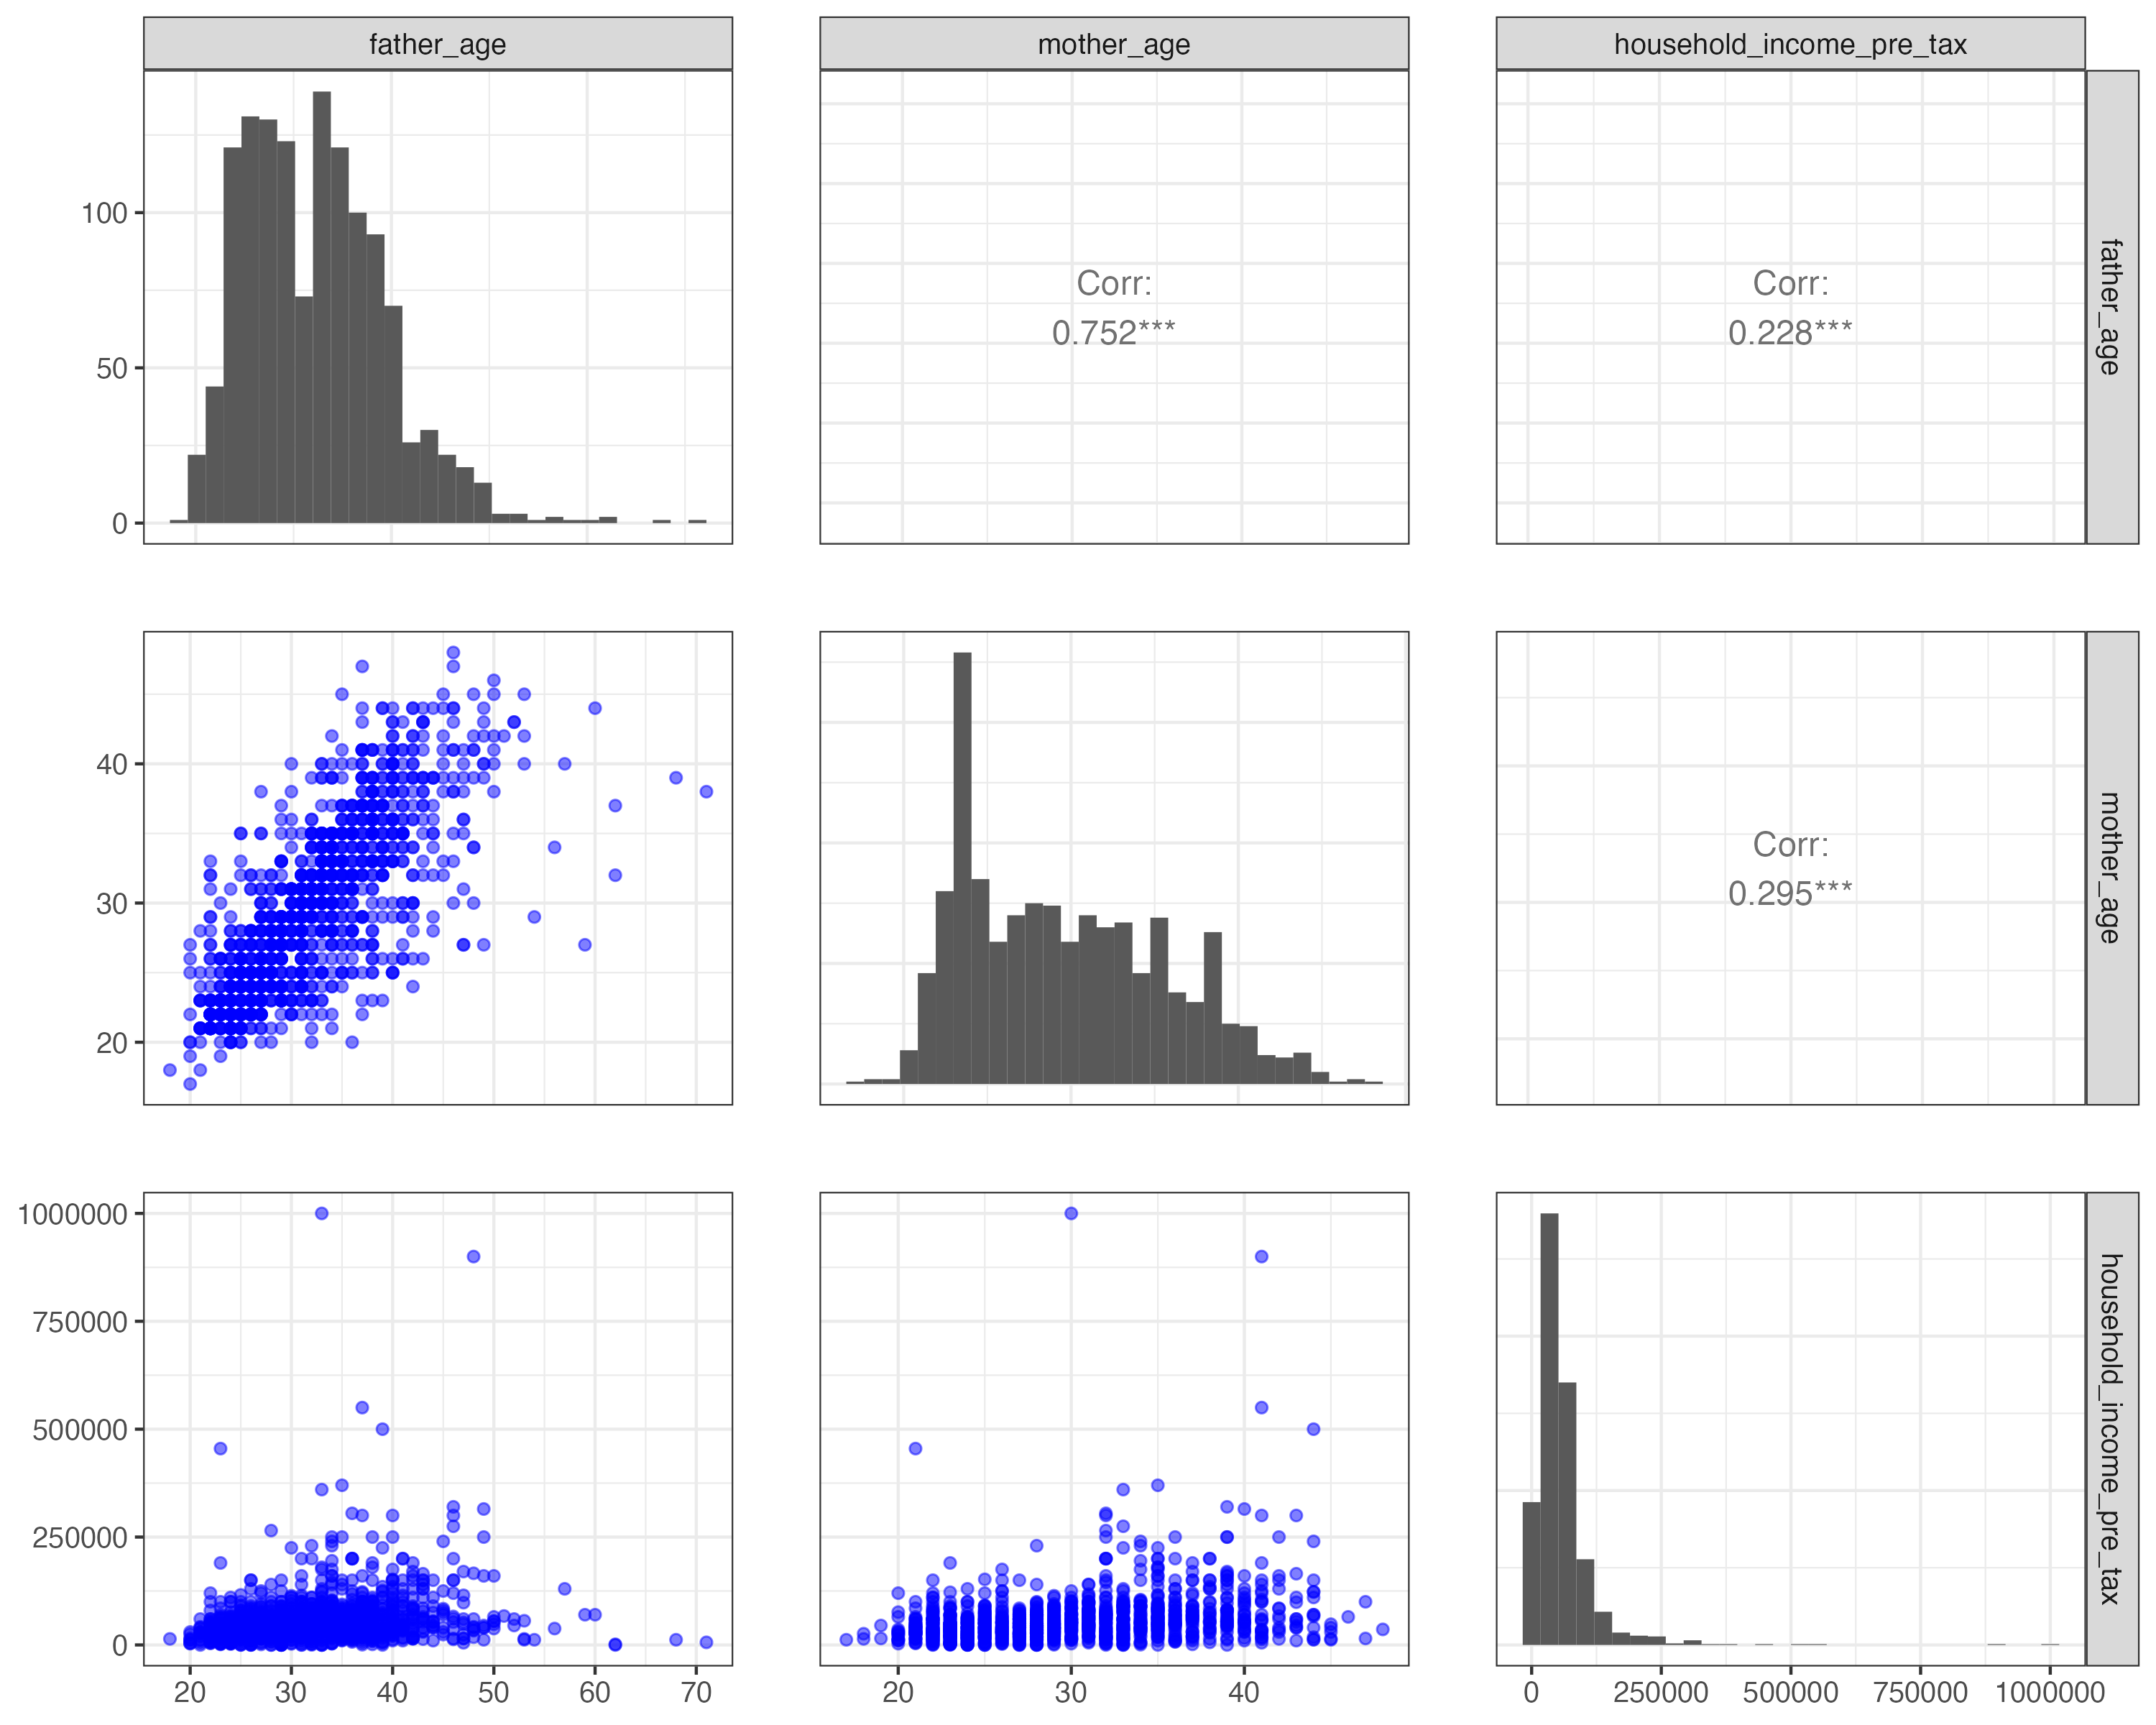 father_age
mother_age
household_income_pre_tax
100
50
0
Corr:
0.752***
Corr:
0.228***
father_age
40
30
20
Corr:
0.295***
mother_age
1000000
750000
500000
250000
0
household_income_pre_tax
20 30 40 50 60 70
20 30 40
0 250000 500000 750000 1000000